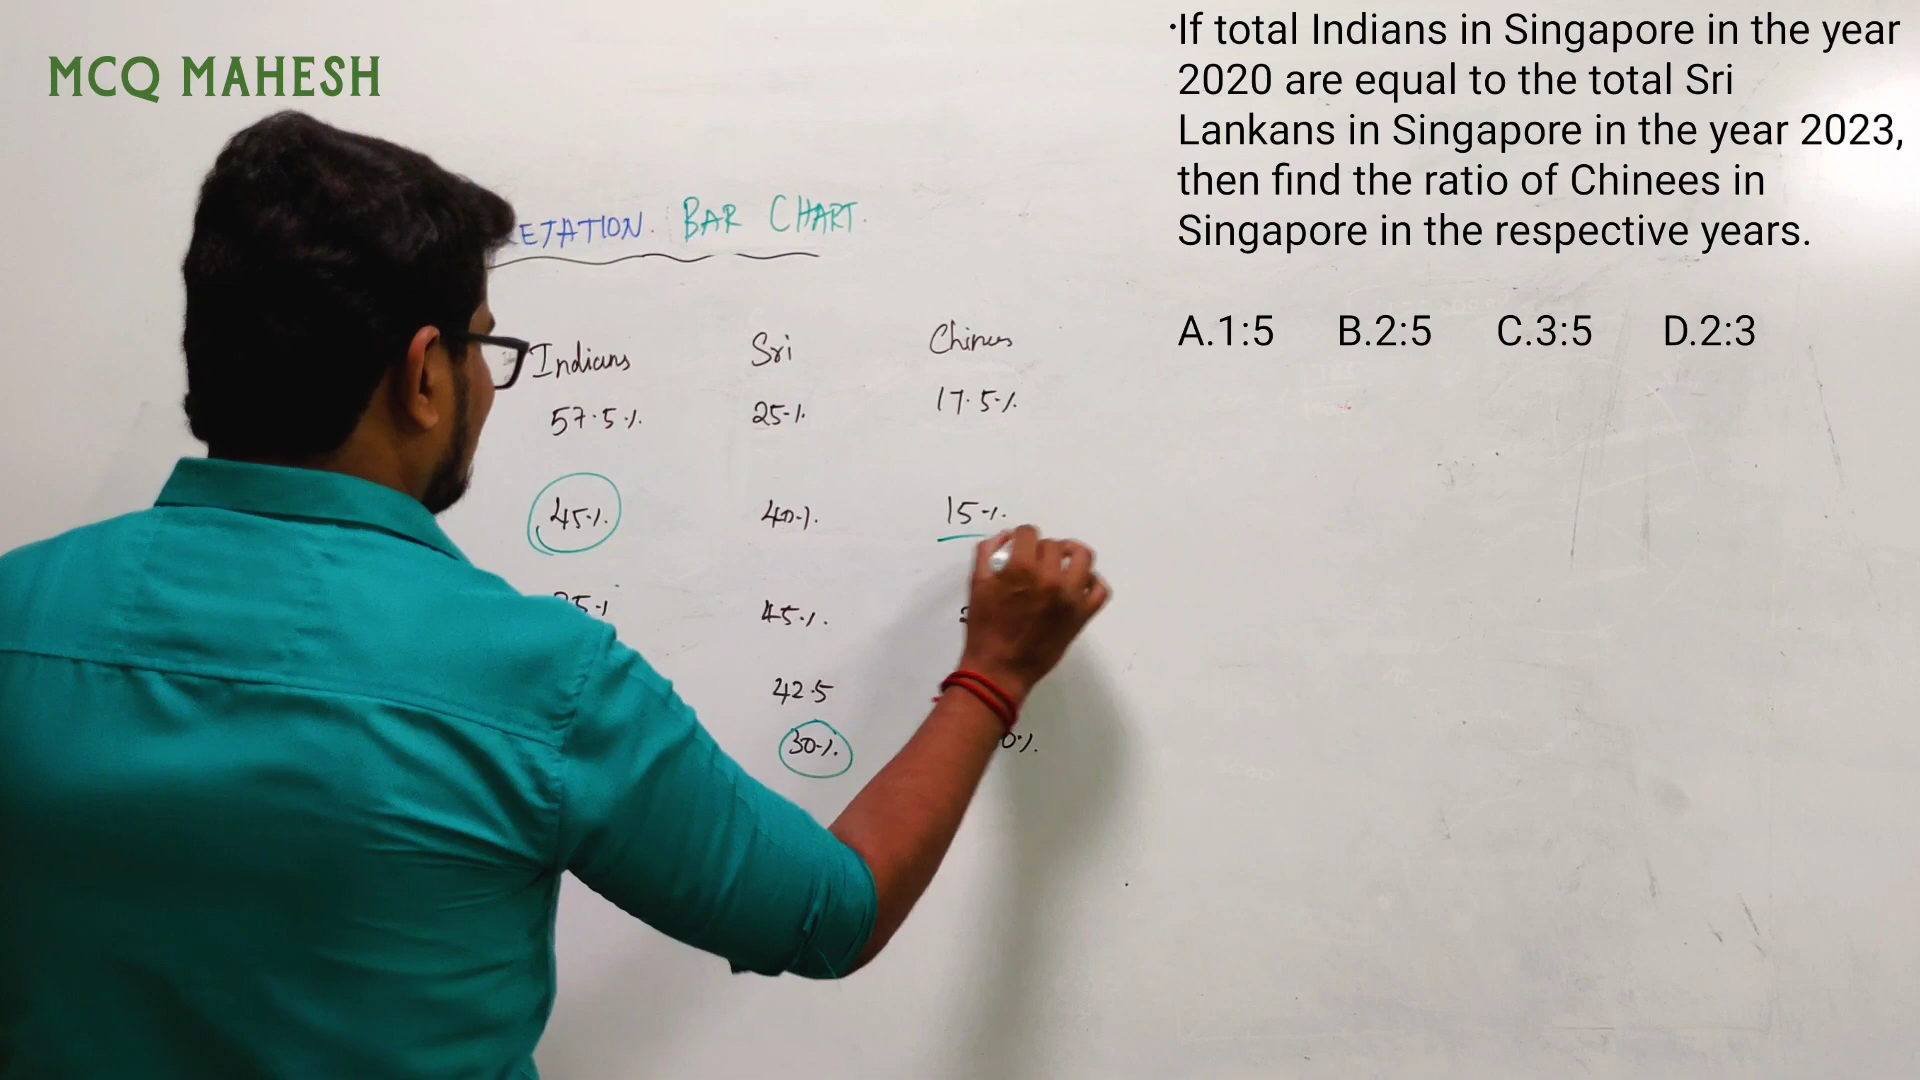 MCQ MAHESH
·If total Indians in Singapore in the year
2020 are equal to the total Sri
Lankans in Singapore in the year 2023,
then find the ratio of Chinees in
Singapore in the respective years.
A.1:5 B.2:5 C.3:5 D.2:3
ETATION. BAR CHART.
Indians Sri Chinees
57.5% 25% 17.5%
45% 40% 15%
45%
42.5
30%